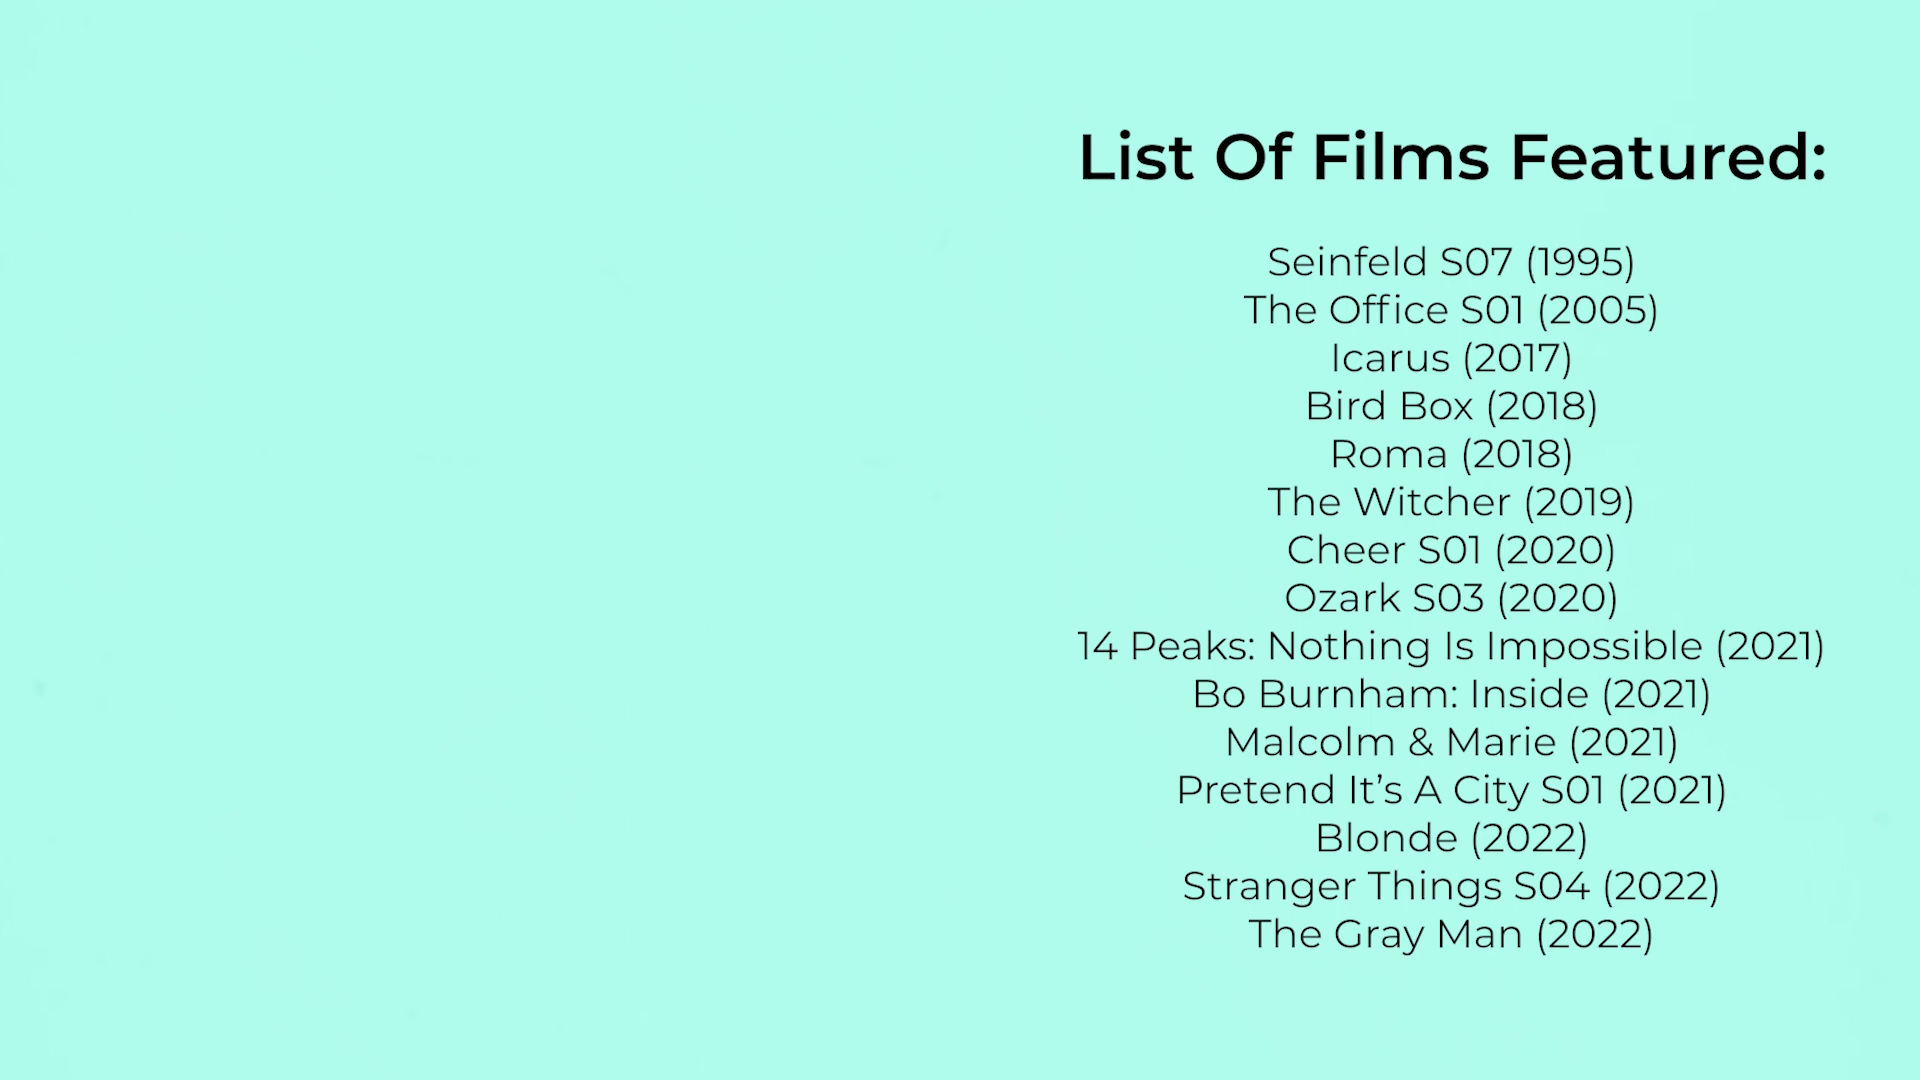 List Of Films Featured:
Seinfeld S07 (1995)
The Office S01 (2005)
Icarus (2017)
Bird Box (2018)
Roma (2018)
The Witcher (2019)
Cheer S01 (2020)
Ozark S03 (2020)
14 Peaks: Nothing Is Impossible (2021)
Bo Burnham: Inside (2021)
Malcolm & Marie (2021)
Pretend It’s A City S01 (2021)
Blonde (2022)
Stranger Things S04 (2022)
The Gray Man (2022)